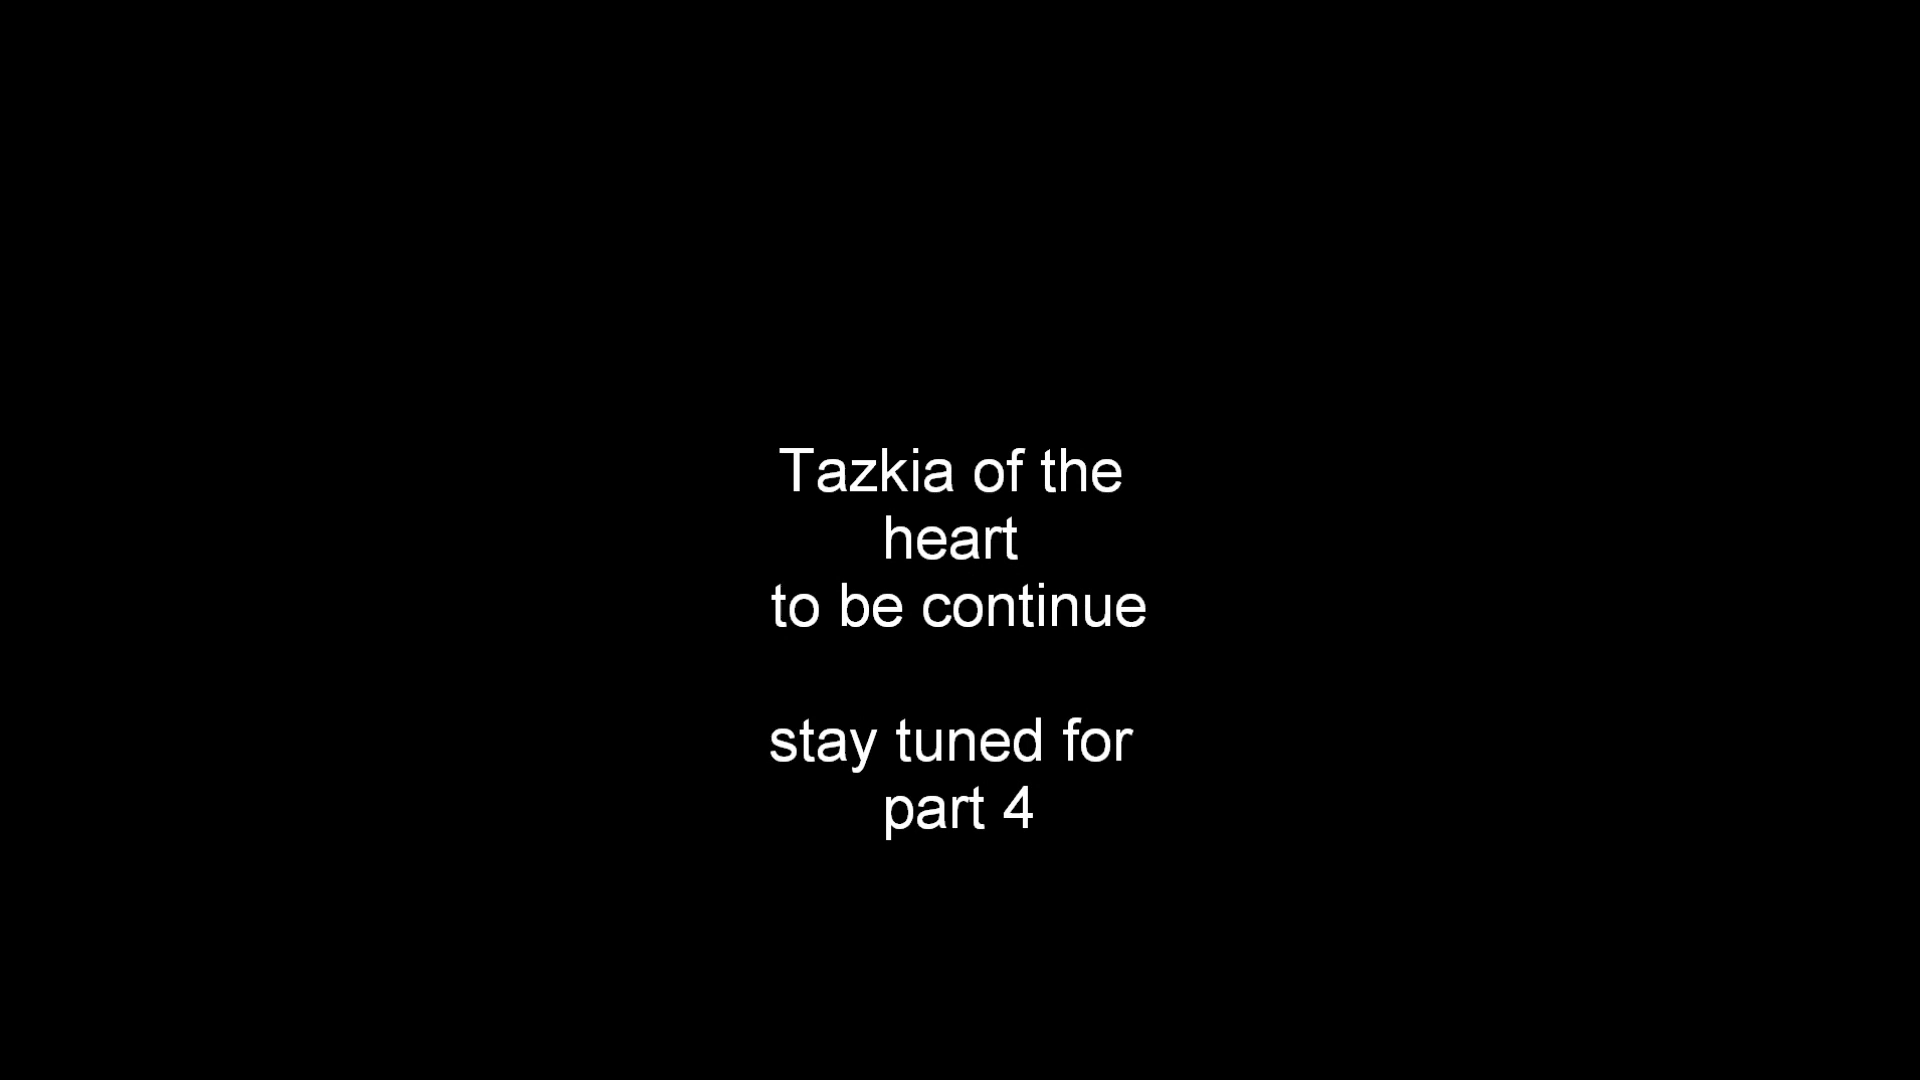 Tazkia of the
heart
to be continue
stay tuned for
part 4